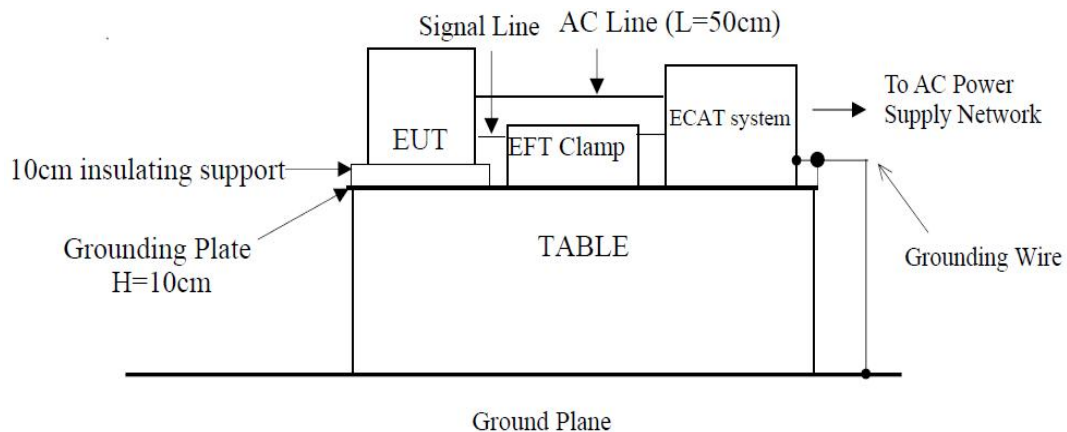 Signal Line
AC Line (L=50cm)
To AC Power
Supply Network
ECAT system
EUT
EFT Clamp
10cm insulating support
Grounding Plate
H=10cm
TABLE
Grounding Wire
Ground Plane